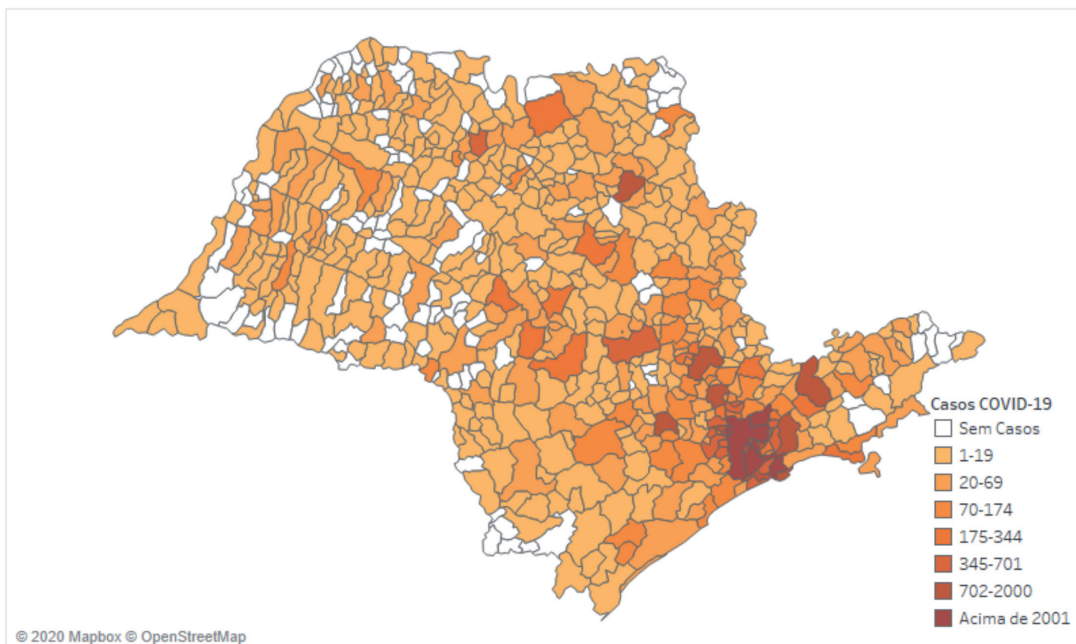 Casos COVID-19
Sem Casos
1-19
20-69
70-174
175-344
345-701
702-2000
Acima de 2001
© 2020 Mapbox © OpenStreetMap